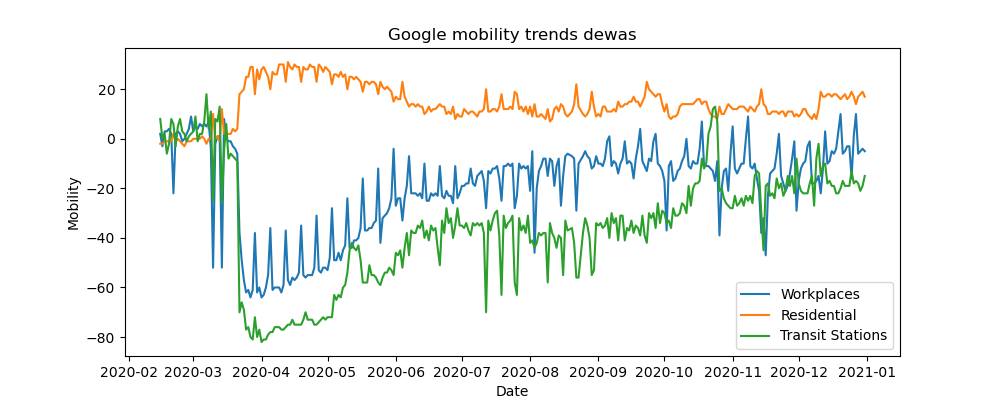 Google mobility trends dewas
Mobility
20
0
−20
−40
−60
−80
Workplaces
Residential
Transit Stations
2020-02 2020-03 2020-04 2020-05 2020-06 2020-07 2020-08 2020-09 2020-10 2020-11 2020-12 2021-01
Date